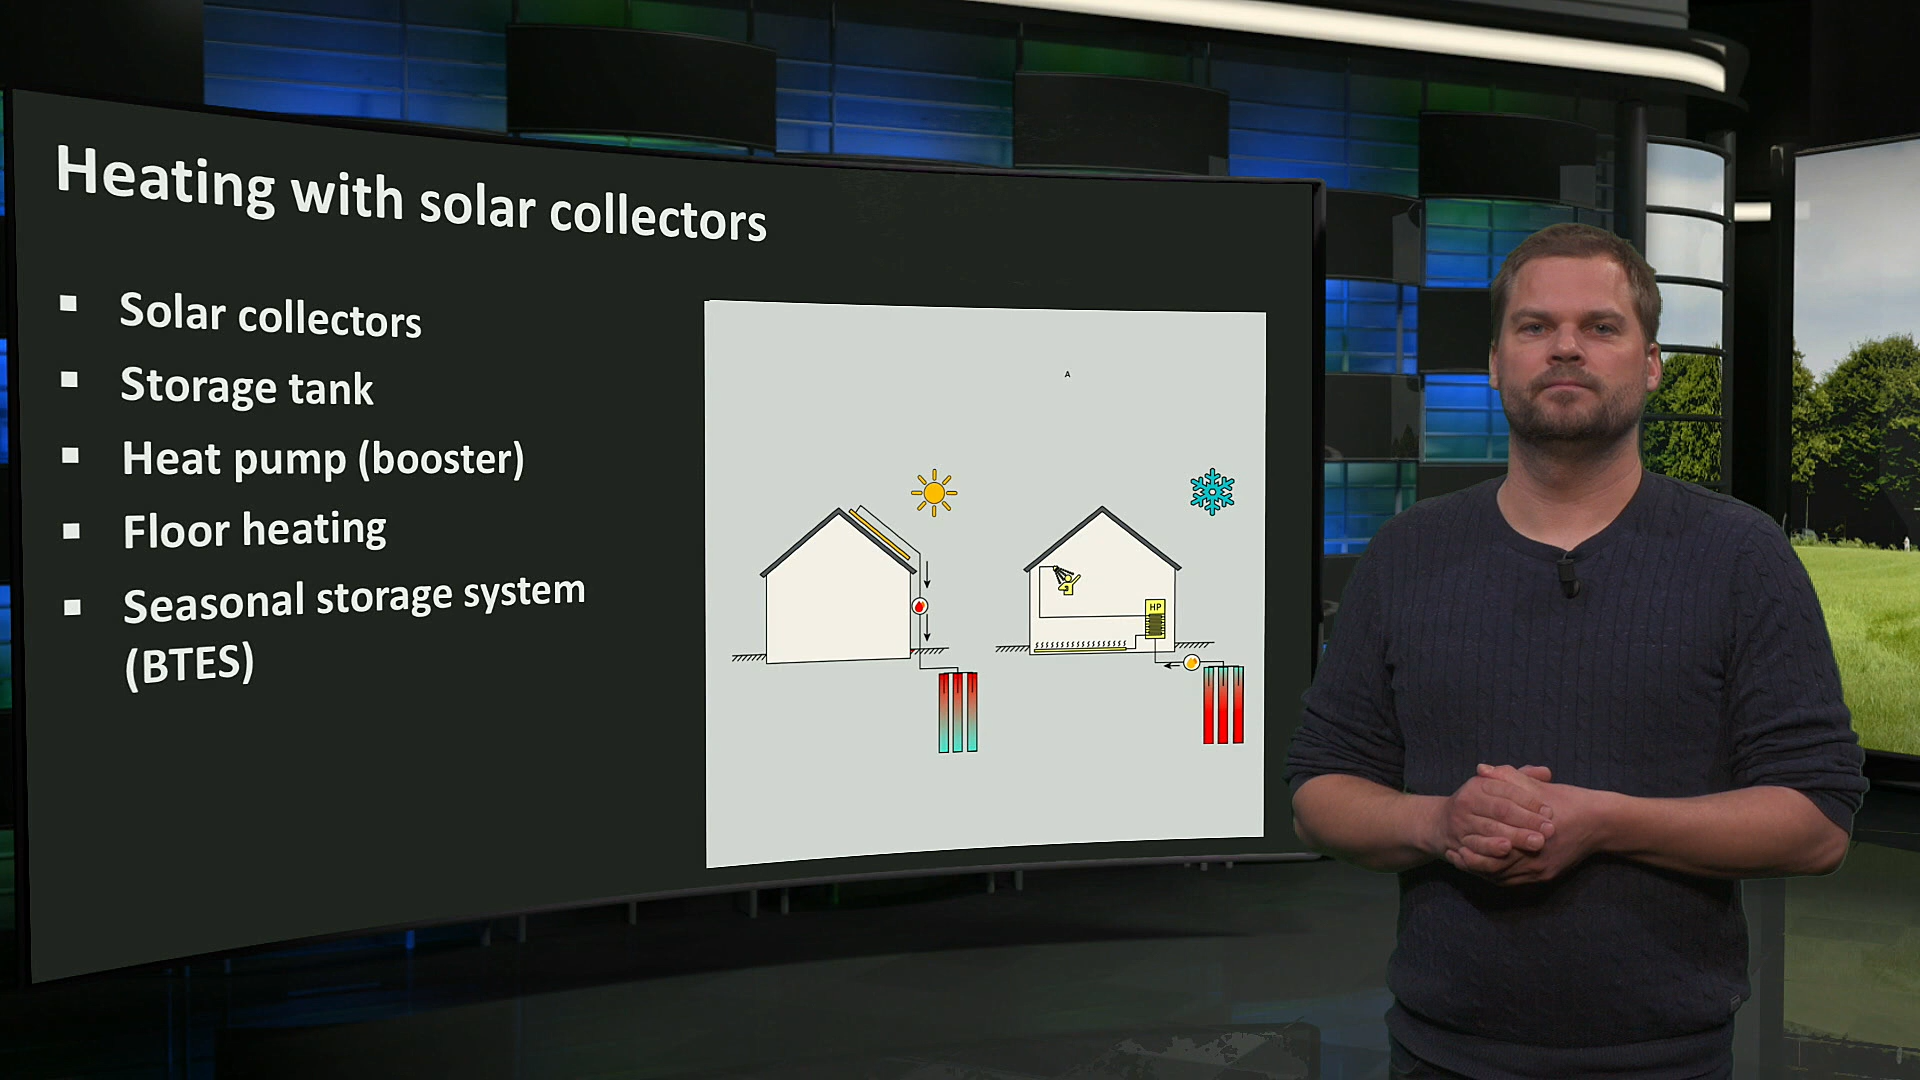 Heating with solar collectors
Solar collectors
Storage tank
Heat pump (booster)
Floor heating
Seasonal storage system
(BTES)
A
HP